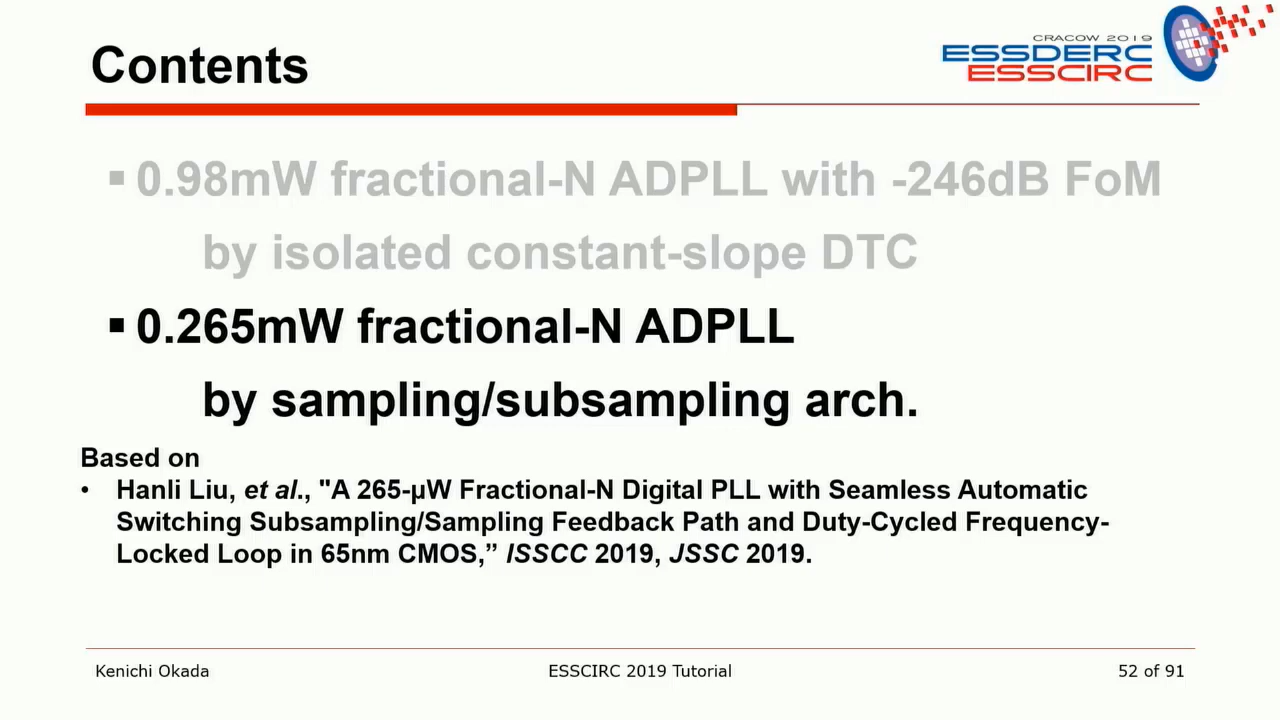 Contents
CRACOW 2019
ESSDERC
ESSCIRC
▪ 0.98mW fractional-N ADPLL with -246dB FoM
by isolated constant-slope DTC
▪ 0.265mW fractional-N ADPLL
by sampling/subsampling arch.
Based on
• Hanli Liu, et al., "A 265-µW Fractional-N Digital PLL with Seamless Automatic
Switching Subsampling/Sampling Feedback Path and Duty-Cycled Frequency-
Locked Loop in 65nm CMOS,” ISSCC 2019, JSSC 2019.
Kenichi Okada
ESSCIRC 2019 Tutorial
52 of 91